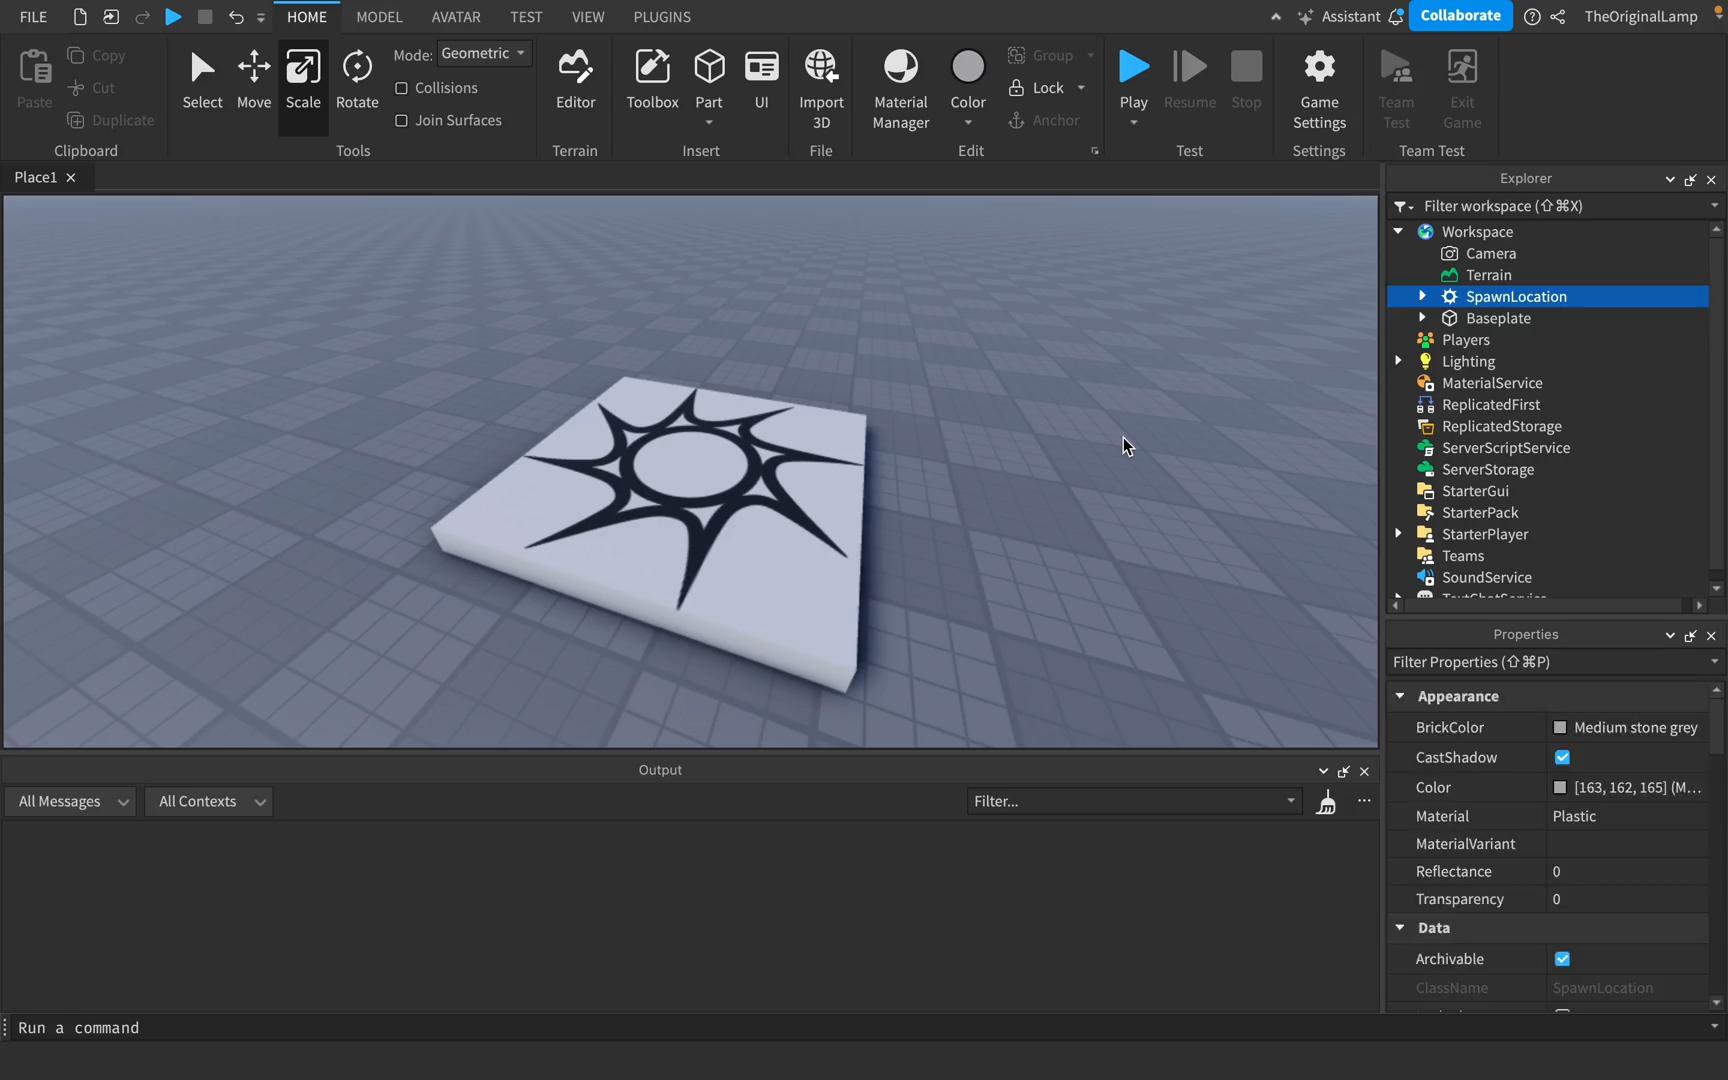 FILE HOME MODEL AVATAR TEST VIEW PLUGINS Assistant Collaborate TheOriginalLamp
Paste Copy Cut Duplicate
Clipboard
Select Move Scale Rotate
Mode: Geometric
Collisions
Join Surfaces
Tools
Editor
Terrain
Toolbox Part UI
Insert
Import 3D
File
Material Manager Color
Group
Lock
Anchor
Edit
Play Resume Stop
Test
Game Settings
Settings
Team Test Exit Game
Team Test
Place1
Explorer
Filter workspace (⇧⌘X)
Workspace
Camera
Terrain
SpawnLocation
Baseplate
Players
Lighting
MaterialService
ReplicatedFirst
ReplicatedStorage
ServerScriptService
ServerStorage
StarterGui
StarterPack
StarterPlayer
Teams
SoundService
TextChatService
Properties
Filter Properties (⇧⌘P)
Appearance
BrickColor Medium stone grey
CastShadow
Color [163, 162, 165] (M...
Material Plastic
MaterialVariant
Reflectance 0
Transparency 0
Data
Archivable
ClassName SpawnLocation
Output
All Messages All Contexts Filter...
Run a command